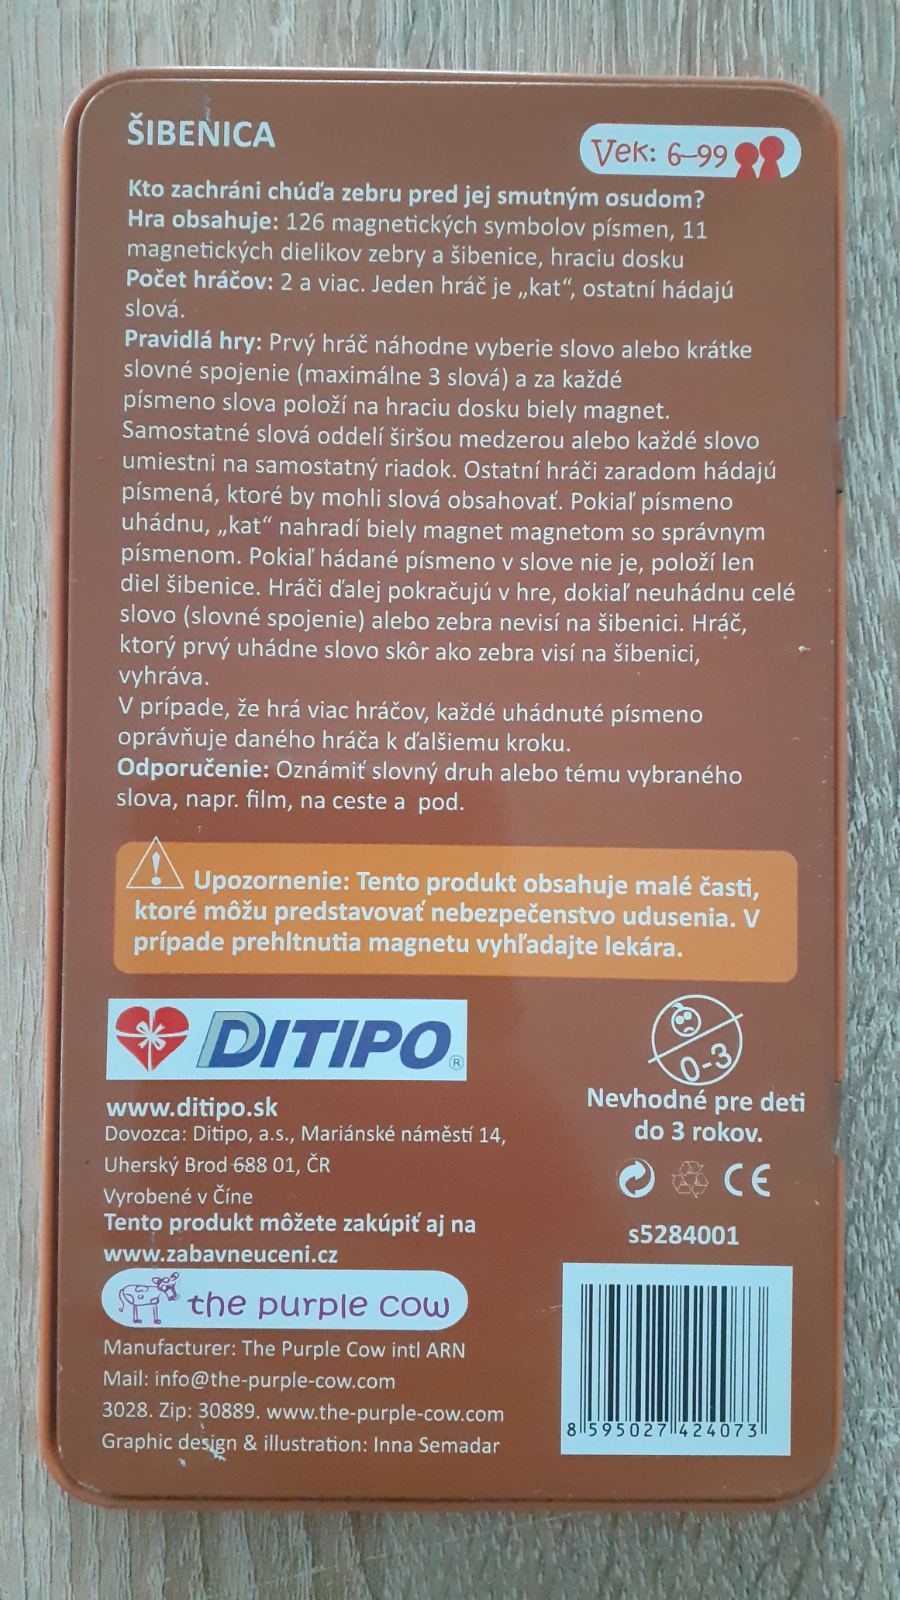 ŠIBENICA
Vek: 6–99
Kto zachráni chúďa zebru pred jej smutným osudom?
Hra obsahuje: 126 magnetických symbolov písmen, 11
magnetických dielikov zebry a šibenice, hraciu dosku
Počet hráčov: 2 a viac. Jeden hráč je „kat“, ostatní hádajú
slová.
Pravidlá hry: Prvý hráč náhodne vyberie slovo alebo krátke
slovné spojenie (maximálne 3 slová) a za každé
písmeno slova položí na hraciu dosku biely magnet.
Samostatné slová oddelí širšou medzerou alebo každé slovo
umiestni na samostatný riadok. Ostatní hráči zaradom hádajú
písmená, ktoré by mohli slová obsahovať. Pokiaľ písmeno
uhádnu, „kat“ nahradí biely magnet magnetom so správnym
písmenom. Pokiaľ hádané písmeno v slove nie je, položí len
diel šibenice. Hráči ďalej pokračujú v hre, dokiaľ neuhádnu celé
slovo (slovné spojenie) alebo zebra nevisí na šibenici. Hráč,
ktorý prvý uhádne slovo skôr ako zebra visí na šibenici,
vyhráva.
V prípade, že hrá viac hráčov, každé uhádnuté písmeno
oprávňuje daného hráča k ďalšiemu kroku.
Odporučenie: Oznámiť slovný druh alebo tému vybraného
slova, napr. film, na ceste a pod.
! Upozornenie: Tento produkt obsahuje malé časti,
ktoré môžu predstavovať nebezpečenstvo udusenia. V
prípade prehltnutia magnetu vyhľadajte lekára.
DITIPO®
www.ditipo.sk
Dovozca: Ditipo, a.s., Mariánské náměstí 14,
Uherský Brod 688 01, ČR
Vyrobené v Číne
Tento produkt môžete zakúpiť aj na
www.zabavneuceni.cz
the purple cow
Manufacturer: The Purple Cow intl ARN
Mail: info@the-purple-cow.com
3028. Zip: 30889. www.the-purple-cow.com
Graphic design & illustration: Inna Semadar
0-3
Nevhodné pre deti
do 3 rokov.
CE
s5284001
8 595027 424073